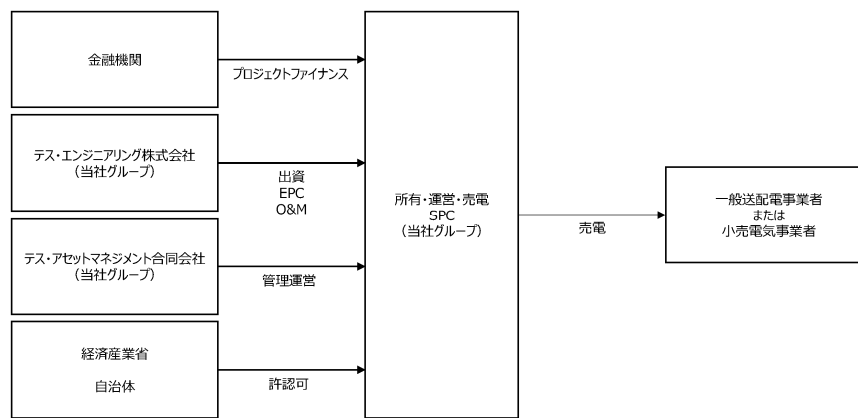 金融機関
プロジェクトファイナンス
テス・エンジニアリング株式会社
（当社グループ）
出資
EPC
O&M
テス・アセットマネジメント合同会社
（当社グループ）
管理運営
経済産業省
自治体
許認可
所有・運営・売電
SPC
（当社グループ）
売電
一般送配電事業者
または
小売電気事業者